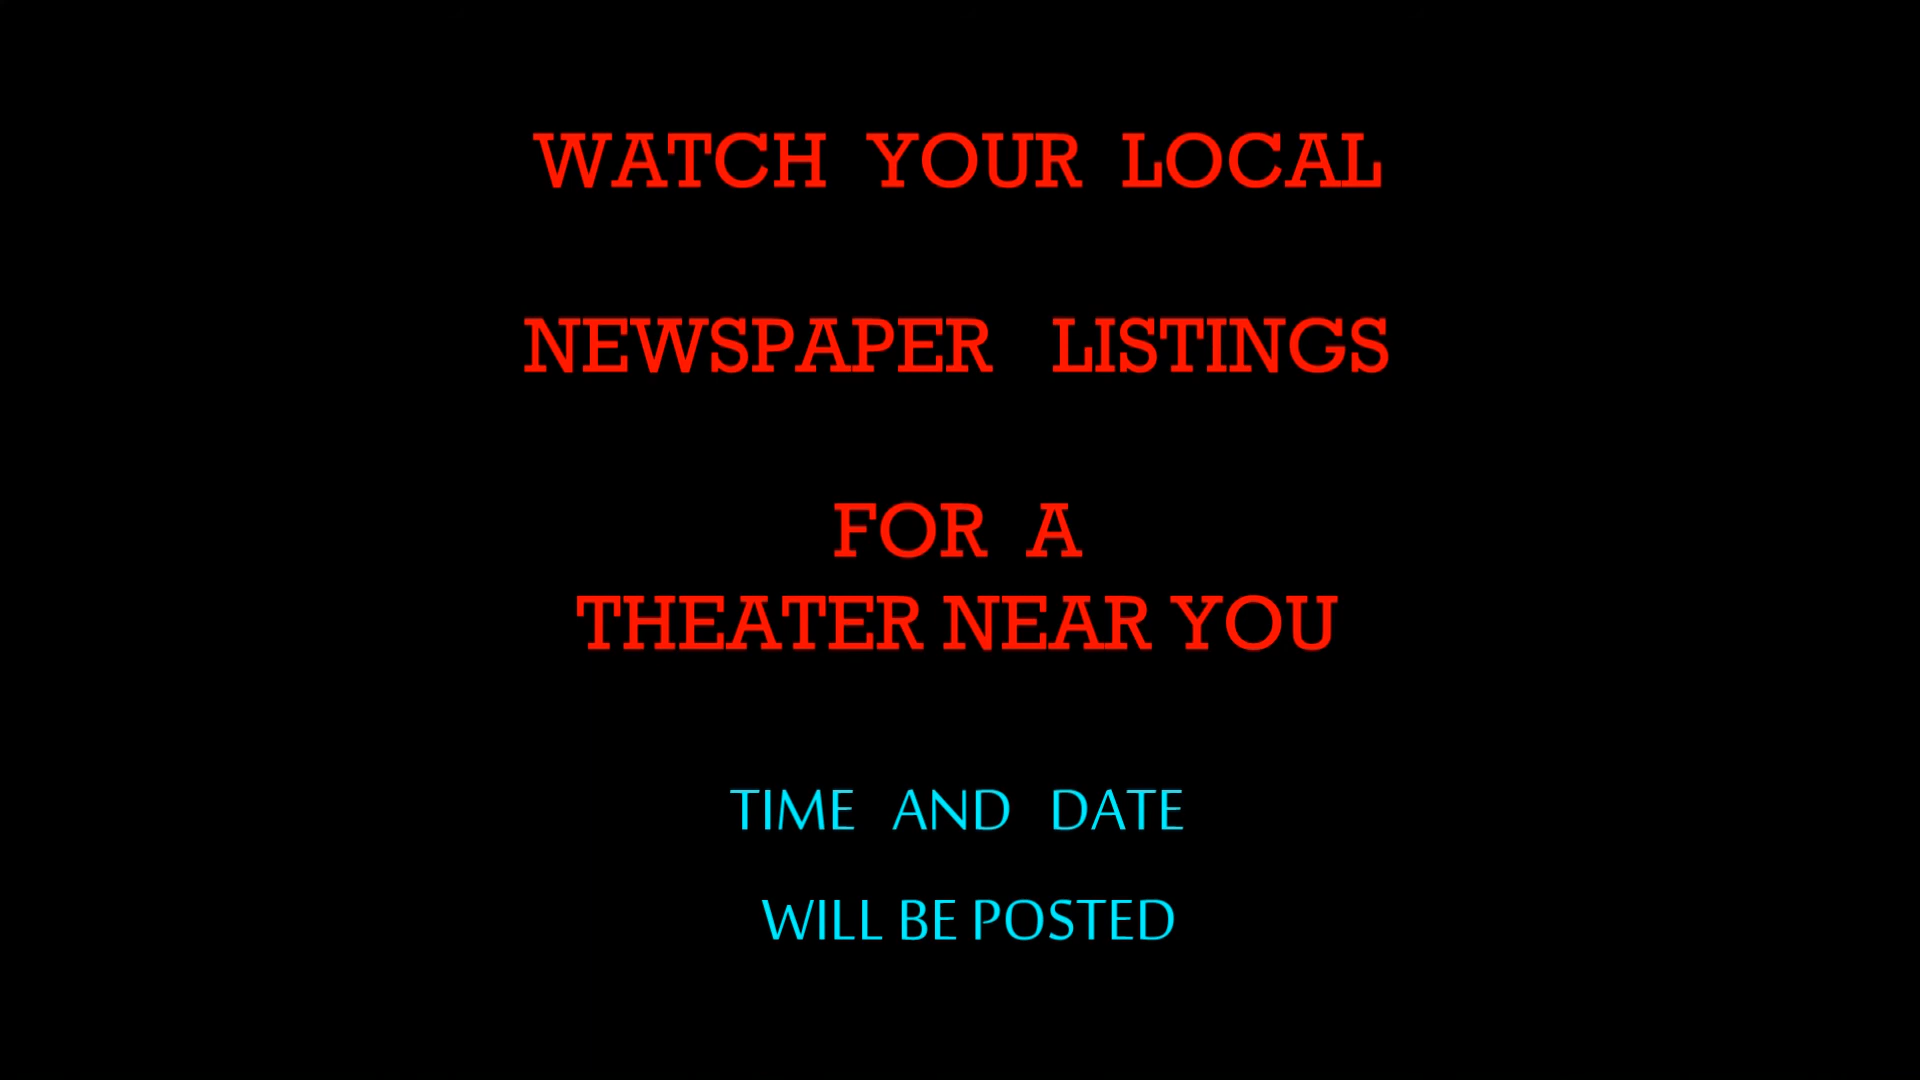 WATCH YOUR LOCAL
NEWSPAPER LISTINGS
FOR A
THEATER NEAR YOU
TIME AND DATE
WILL BE POSTED